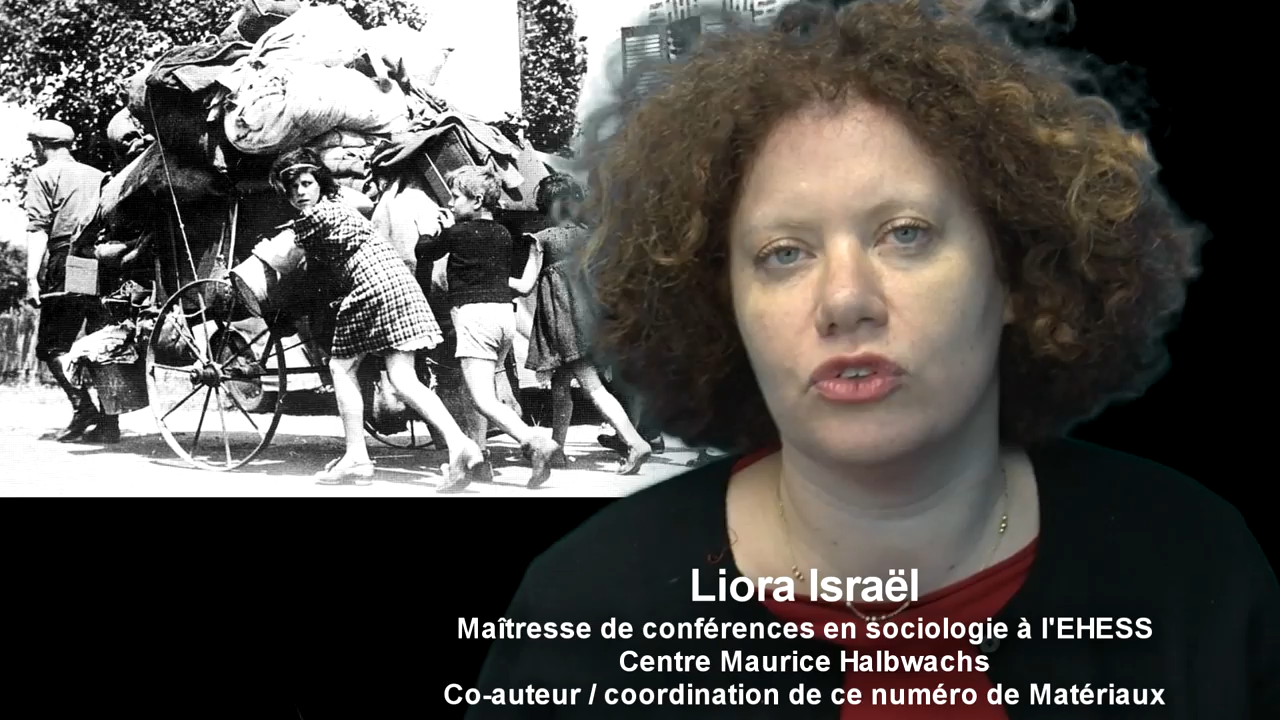 Liora Israël
Maîtresse de conférences en sociologie à l'EHESS
Centre Maurice Halbwachs
Co-auteur / coordination de ce numéro de Matériaux